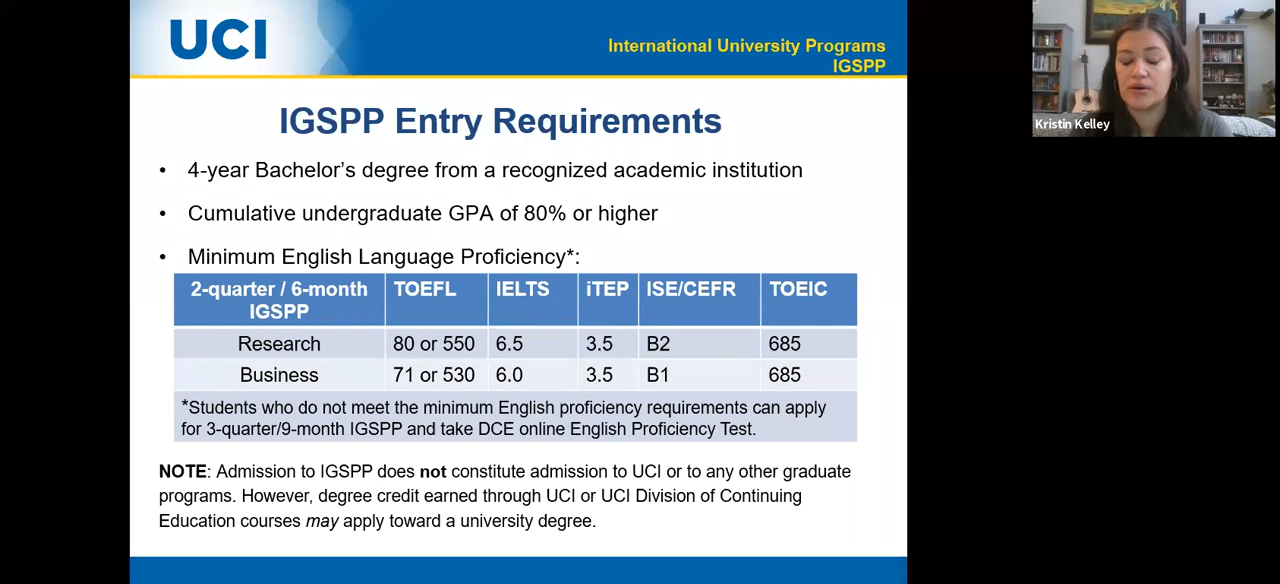 UCI
International University Programs
IGSPP
Kristin Kelley
IGSPP Entry Requirements
• 4-year Bachelor's degree from a recognized academic institution
• Cumulative undergraduate GPA of 80% or higher
• Minimum English Language Proficiency*:
2-quarter / 6-month IGSPP TOEFL IELTS iTEP ISE/CEFR TOEIC
Research 80 or 550 6.5 3.5 B2 685
Business 71 or 530 6.0 3.5 B1 685
*Students who do not meet the minimum English proficiency requirements can apply
for 3-quarter/9-month IGSPP and take DCE online English Proficiency Test.
NOTE: Admission to IGSPP does not constitute admission to UCI or to any other graduate
programs. However, degree credit earned through UCI or UCI Division of Continuing
Education courses may apply toward a university degree.